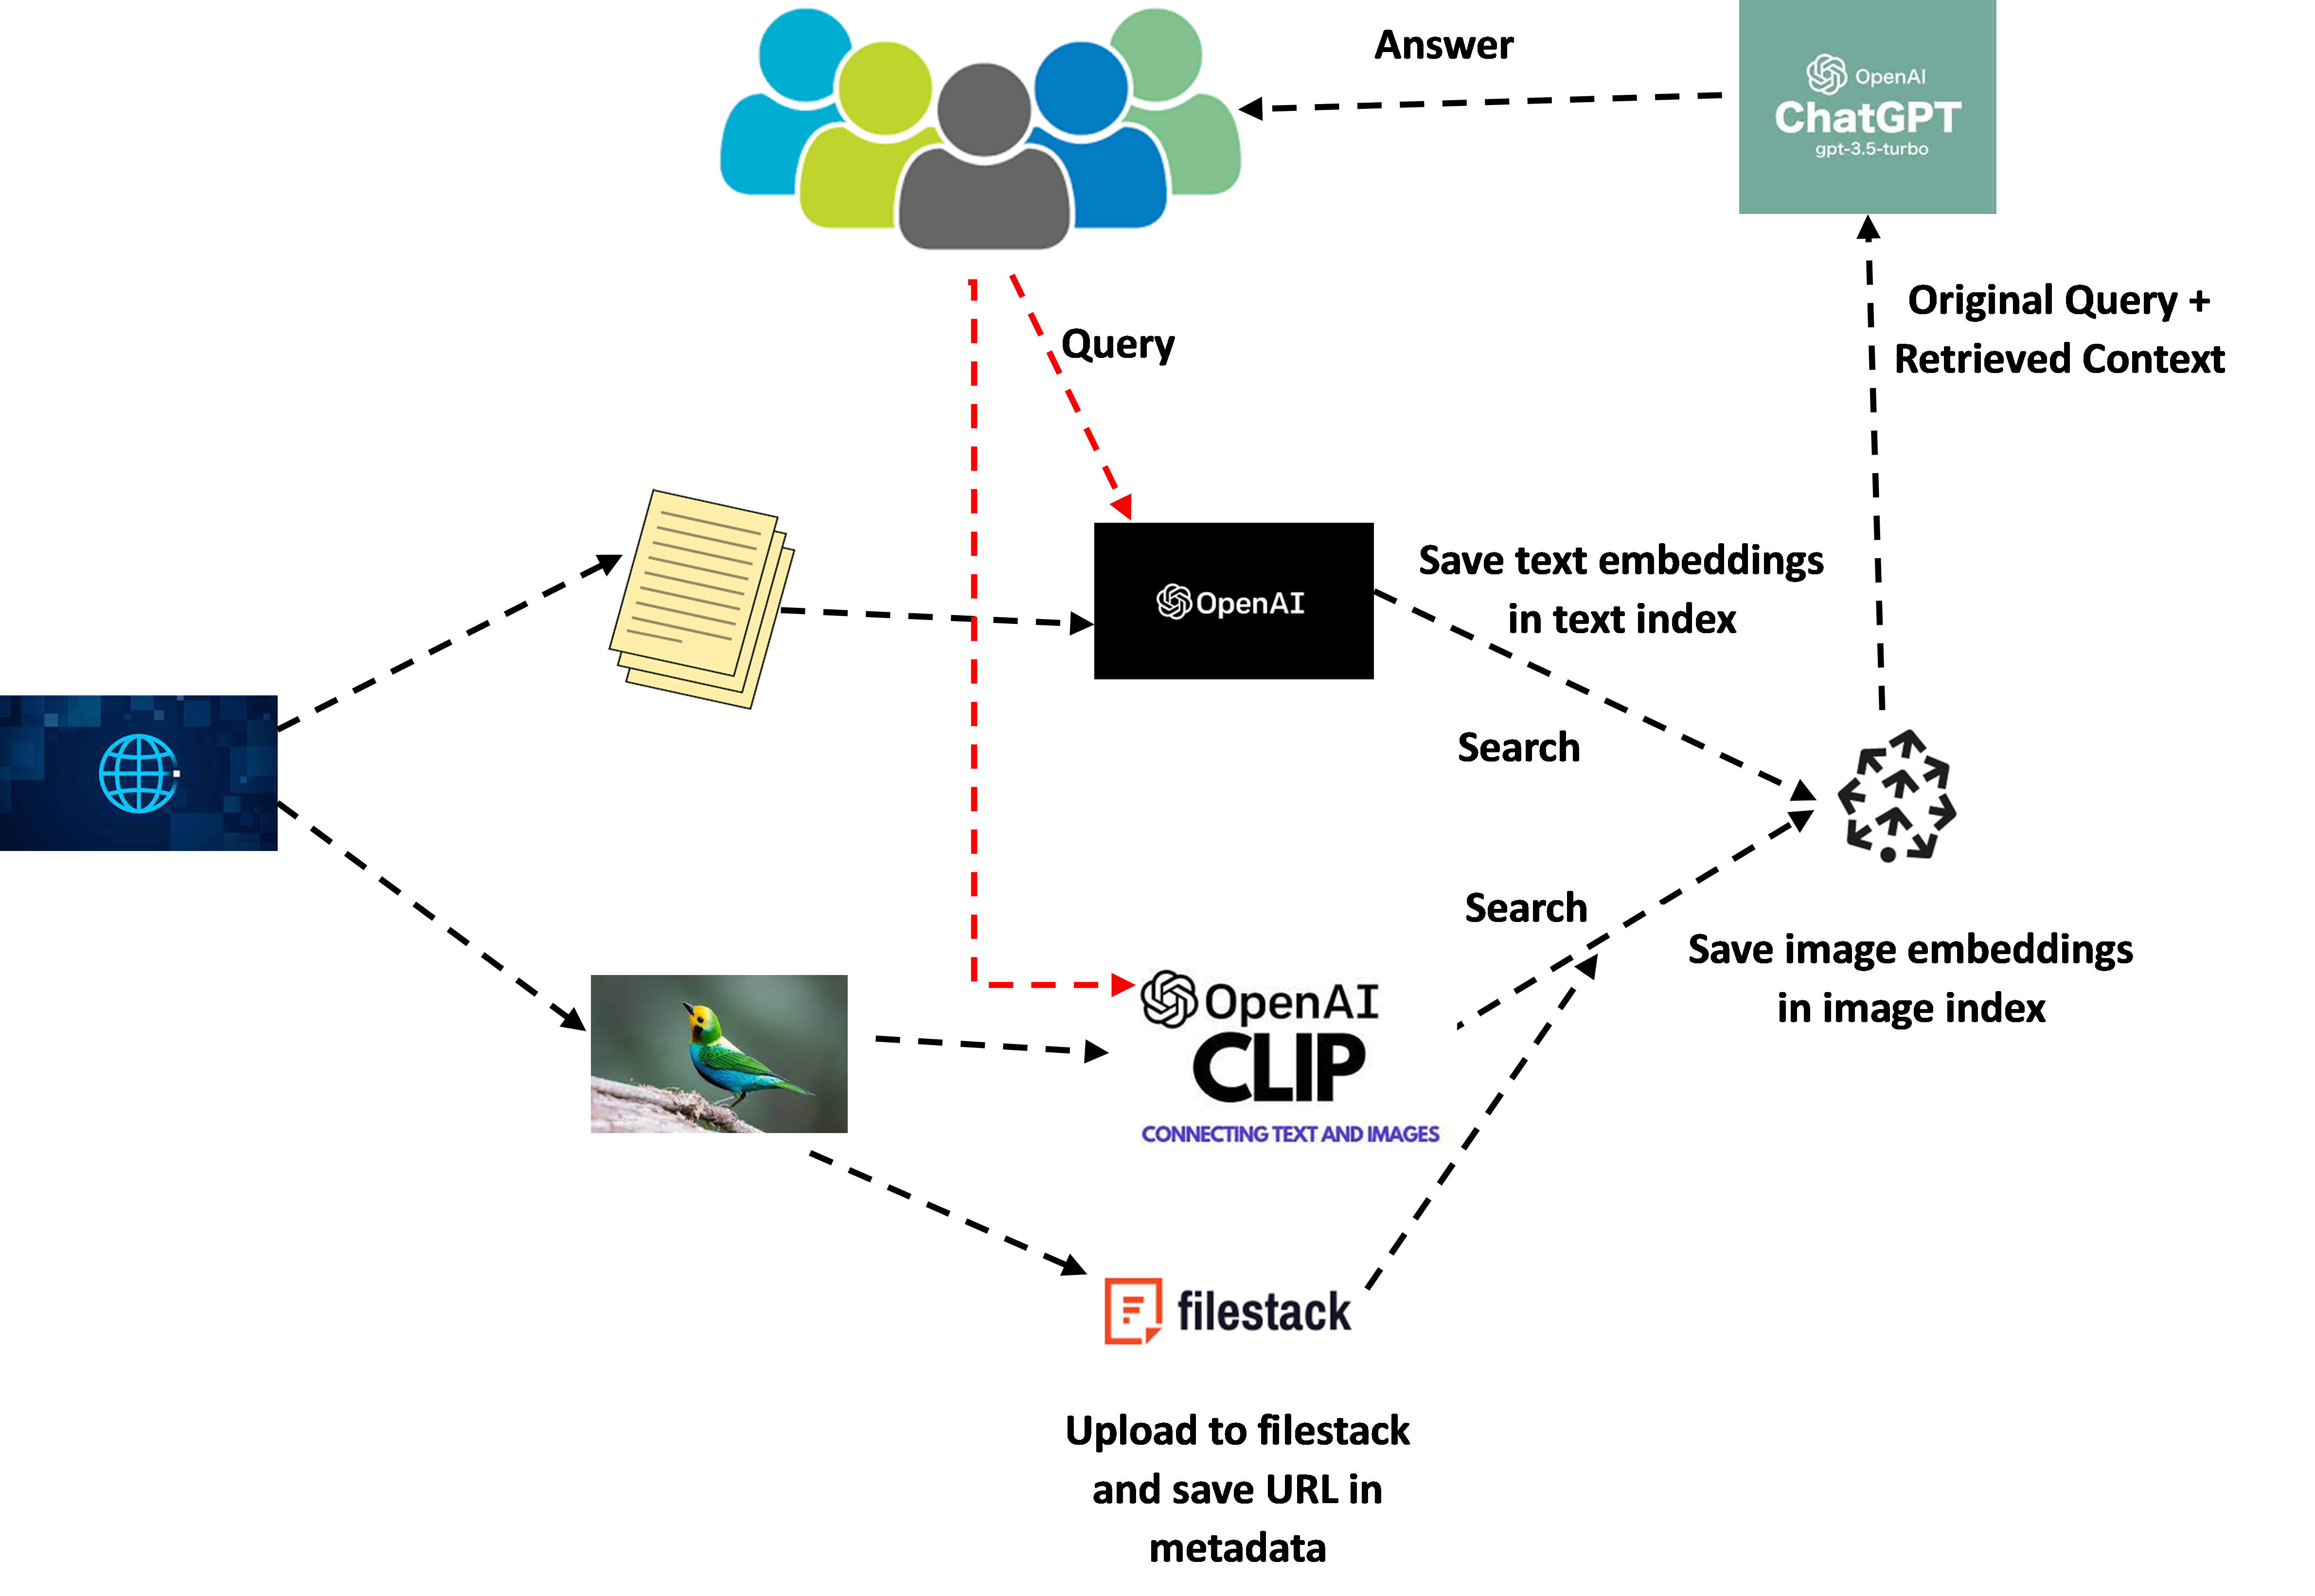 Answer
OpenAI
ChatGPT
gpt-3.5-turbo
Original Query +
Retrieved Context
Query
OpenAI
Save text embeddings
in text index
Search
Search
Save image embeddings
in image index
OpenAI
CLIP
CONNECTING TEXT AND IMAGES
filestack
Upload to filestack
and save URL in
metadata